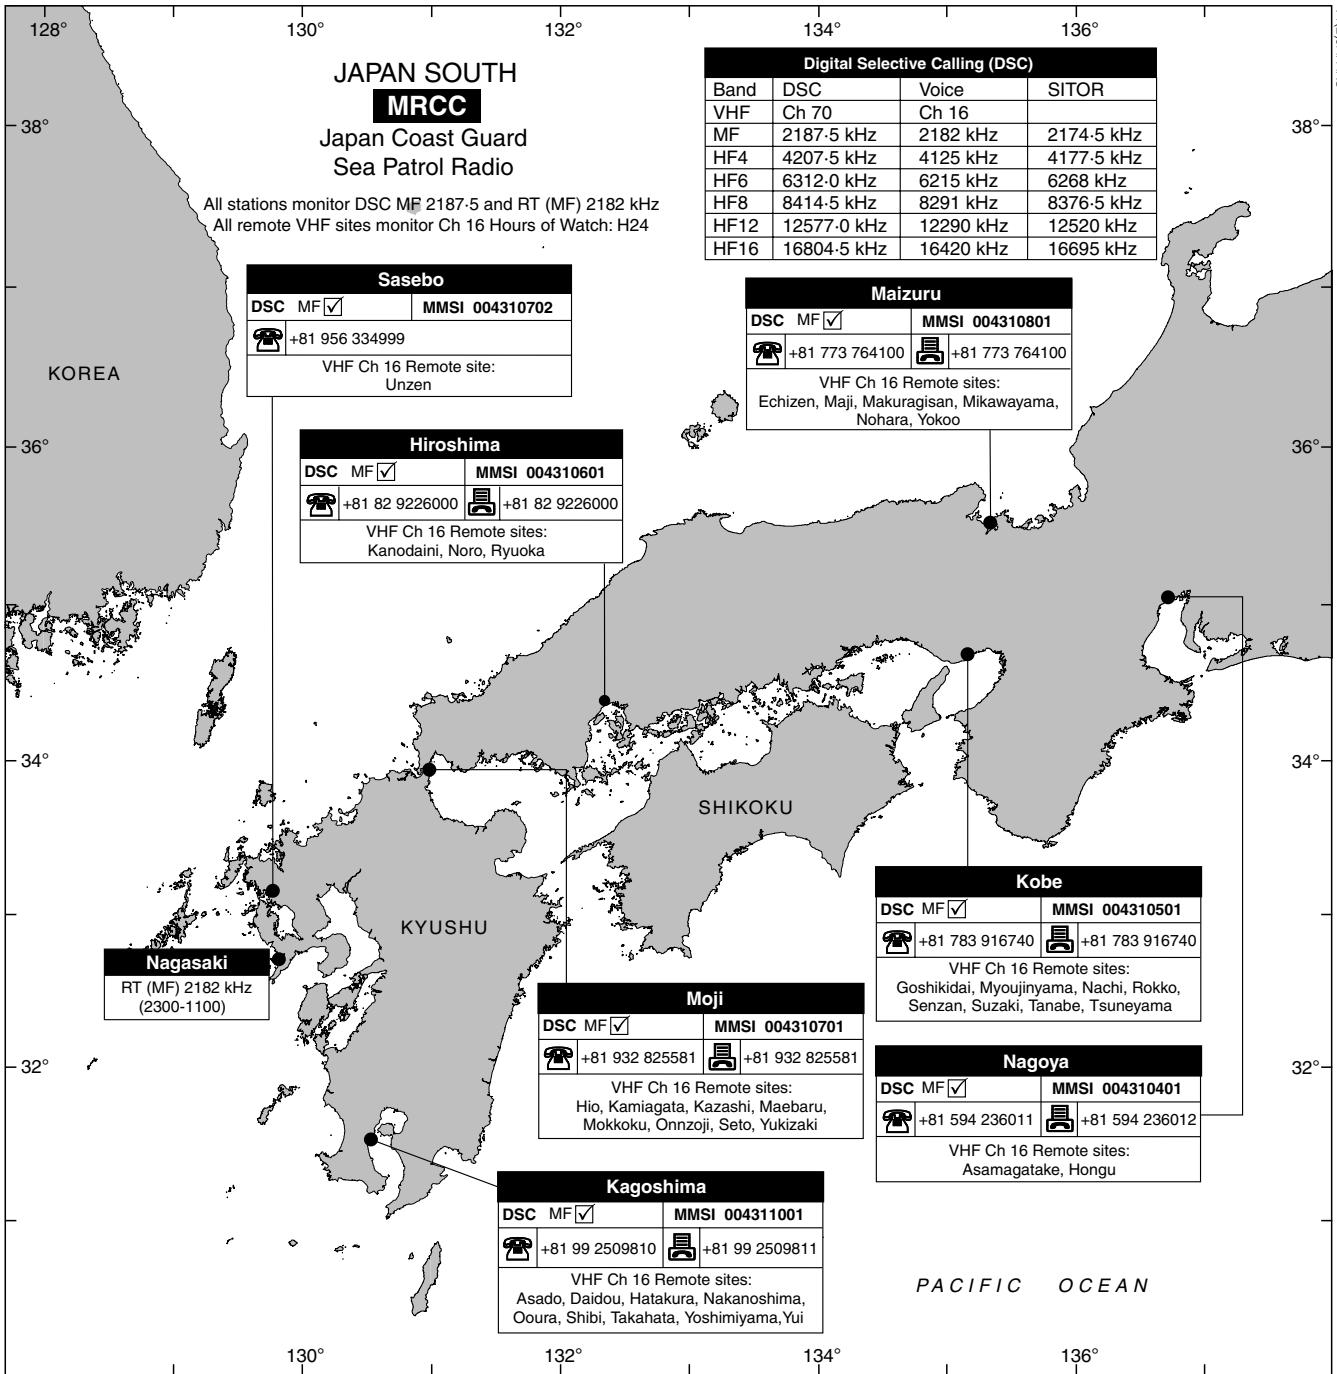 128°
130°
132°
134°
136°
JAPAN SOUTH
MRCC
Japan Coast Guard
Sea Patrol Radio
All stations monitor DSC MF 2187·5 and RT (MF) 2182 kHz
All remote VHF sites monitor Ch 16 Hours of Watch: H24
Digital Selective Calling (DSC)
Band DSC Voice SITOR
VHF Ch 70 Ch 16
MF 2187·5 kHz 2182 kHz 2174·5 kHz
HF4 4207·5 kHz 4125 kHz 4177·5 kHz
HF6 6312·0 kHz 6215 kHz 6268 kHz
HF8 8414·5 kHz 8291 kHz 8376·5 kHz
HF12 12577·0 kHz 12290 kHz 12520 kHz
HF16 16804·5 kHz 16420 kHz 16695 kHz
38°
38°
Sasebo
DSC MF MMSI 004310702
+81 956 334999
VHF Ch 16 Remote site:
Unzen
Maizuru
DSC MF MMSI 004310801
+81 773 764100 +81 773 764100
VHF Ch 16 Remote sites:
Echizen, Maji, Makuragisan, Mikawayama,
Nohara, Yokoo
KOREA
36°
36°
Hiroshima
DSC MF MMSI 004310601
+81 82 9226000 +81 82 9226000
VHF Ch 16 Remote sites:
Kanodaini, Noro, Ryuoka
34°
34°
SHIKOKU
KYUSHU
Kobe
DSC MF MMSI 004310501
+81 783 916740 +81 783 916740
VHF Ch 16 Remote sites:
Goshikidai, Myoujinyama, Nachi, Rokko,
Senzan, Suzaki, Tanabe, Tsuneyama
Nagasaki
RT (MF) 2182 kHz
(2300-1100)
Moji
DSC MF MMSI 004310701
+81 932 825581 +81 932 825581
VHF Ch 16 Remote sites:
Hio, Kamiagata, Kazashi, Maebaru,
Mokkoku, Onnzoji, Seto, Yukizaki
32°
32°
Nagoya
DSC MF MMSI 004310401
+81 594 236011 +81 594 236012
VHF Ch 16 Remote sites:
Asamagatake, Hongu
Kagoshima
DSC MF MMSI 004311001
+81 99 2509810 +81 99 2509811
VHF Ch 16 Remote sites:
Asado, Daidou, Hatakura, Nakanoshima,
Ooura, Shibi, Takahata, Yoshimiyama,Yui
PACIFIC OCEAN
130°
132°
134°
136°